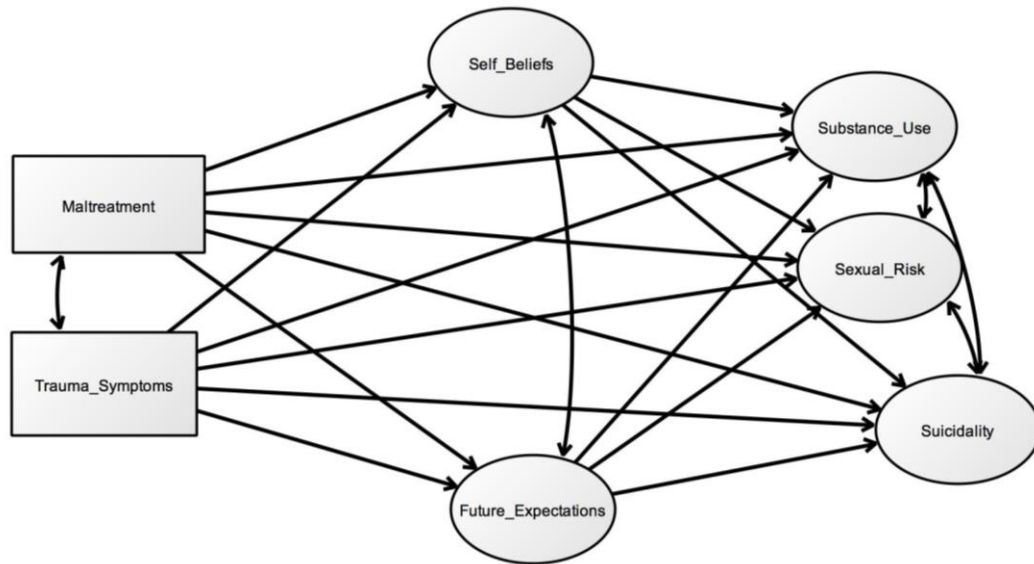 Self_Beliefs
Substance_Use
Maltreatment
Sexual_Risk
Trauma_Symptoms
Suicidality
Future_Expectations